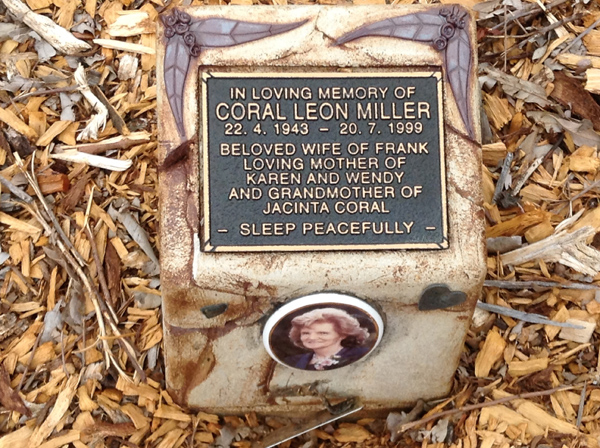 IN LOVING MEMORY OF
CORAL LEON MILLER
22. 4. 1943 – 20. 7. 1999
BELOVED WIFE OF FRANK
LOVING MOTHER OF
KAREN AND WENDY
AND GRANDMOTHER OF
JACINTA CORAL
– SLEEP PEACEFULLY –